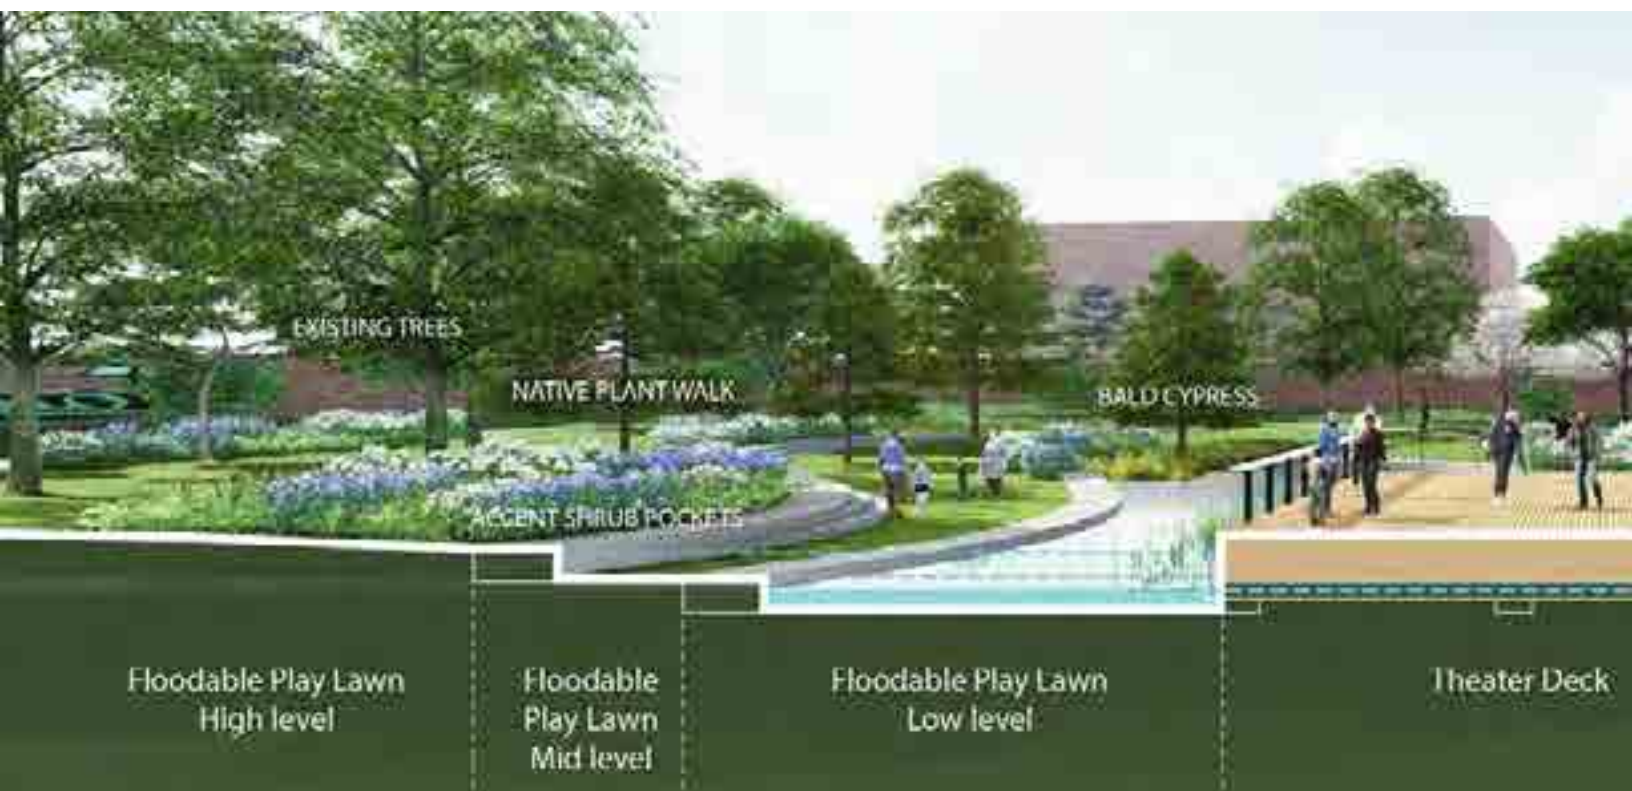 EXISTING TREES
NATIVE PLANT WALK
BALD CYPRESS
ACCENT SHRUB POCKETS
Floodable Play Lawn
High level
Floodable
Play Lawn
Mid level
Floodable Play Lawn
Low level
Theater Deck